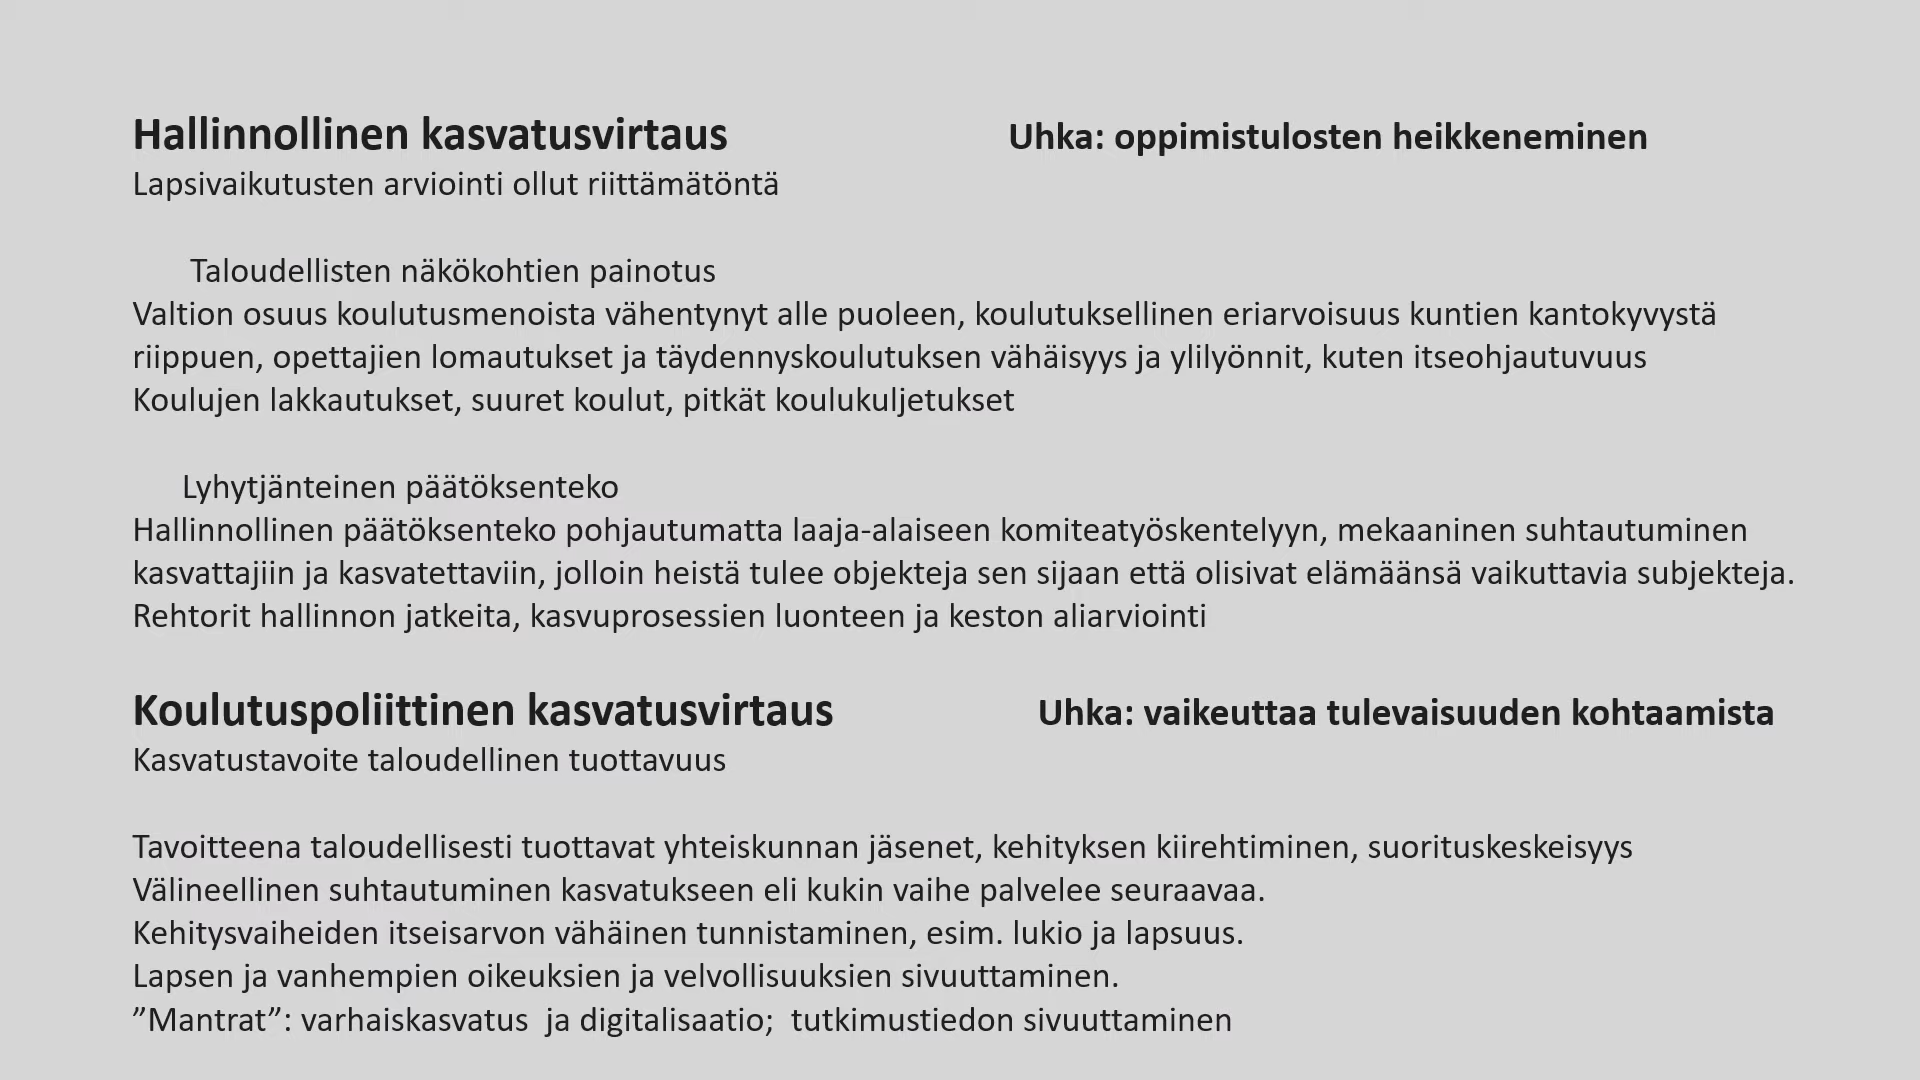 Hallinnollinen kasvatusvirtaus Uhka: oppimistulosten heikkeneminen
Lapsivaikutusten arviointi ollut riittämätöntä
Taloudellisten näkökohtien painotus
Valtion osuus koulutusmenoista vähentynyt alle puoleen, koulutuksellinen eriarvoisuus kuntien kantokyvystä
riippuen, opettajien lomautukset ja täydennyskoulutuksen vähäisyys ja ylilyönnit, kuten itseohjautuvuus
Koulujen lakkautukset, suuret koulut, pitkät koulukuljetukset
Lyhytjänteinen päätöksenteko
Hallinnollinen päätöksenteko pohjautumatta laaja-alaiseen komiteatyöskentelyyn, mekaaninen suhtautuminen
kasvattajiin ja kasvatettaviin, jolloin heistä tulee objekteja sen sijaan että olisivat elämäänsä vaikuttavia subjekteja.
Rehtorit hallinnon jatkeita, kasvuprosessien luonteen ja keston aliarviointi
Koulutuspoliittinen kasvatusvirtaus Uhka: vaikeuttaa tulevaisuuden kohtaamista
Kasvatustavoite taloudellinen tuottavuus
Tavoitteena taloudellisesti tuottavat yhteiskunnan jäsenet, kehityksen kiirehtiminen, suorituskeskeisyys
Välineellinen suhtautuminen kasvatukseen eli kukin vaihe palvelee seuraavaa.
Kehitysvaiheiden itseisarvon vähäinen tunnistaminen, esim. lukio ja lapsuus.
Lapsen ja vanhempien oikeuksien ja velvollisuuksien sivuuttaminen.
”Mantrat”: varhaiskasvatus  ja digitalisaatio;  tutkimustiedon sivuuttaminen